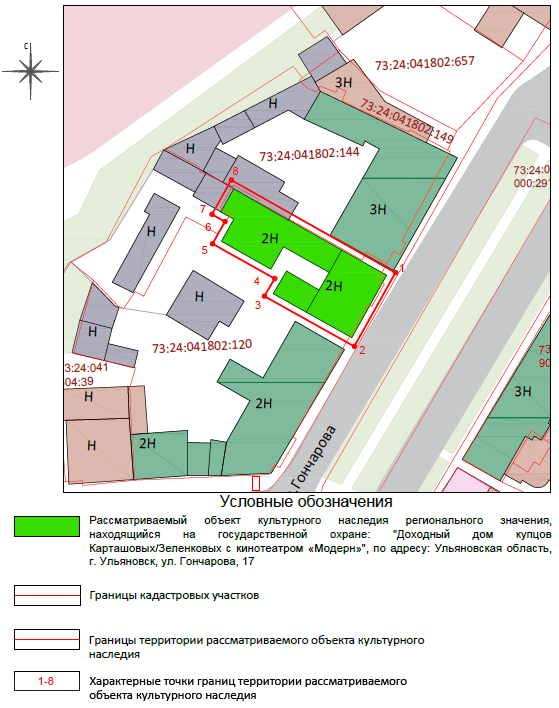 С
73:24:041802:657
3Н
73:24:041802:149
Н
Н
73:24:041802:144
73:24:0
000:29
8
3Н
7
6
2Н
Н
5
1
4
2Н
3
Н
Н
73:24:041802:120
2
73
90
3:24:041
04:39
3Н
Н
2Н
Н
2Н
.Гончарова
Условные обозначения
Рассматриваемый объект культурного наследия регионального значения,
находящийся на государственной охране: "Доходный дом купцов
Карташовых/Зеленковых с кинотеатром «Модерн»", по адресу: Ульяновская область,
г. Ульяновск, ул. Гончарова, 17
Границы кадастровых участков
Границы территории рассматриваемого объекта культурного
наследия
1-8
Характерные точки границ территории рассматриваемого
объекта культурного наследия